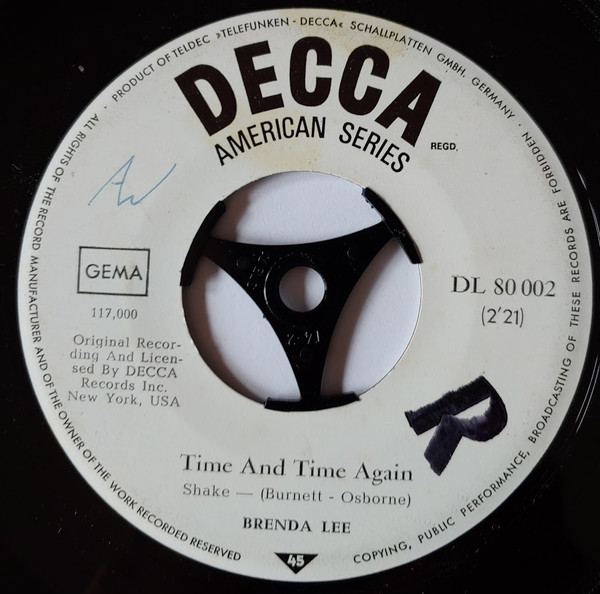 · PRODUCT OF TELDEC »TELEFUNKEN - DECCA« SCHALLPLATTEN GMBH. GERMANY ·
DECCA
AMERICAN SERIES
REGD.
AW
GEMA
117,000
DL 80 002
(2'21)
Original Recor-
ding And Licen-
sed By DECCA
Records Inc.
New York, USA
R
Time And Time Again
Shake — (Burnett - Osborne)
BRENDA LEE
45
ALL RIGHTS OF THE RECORD MANUFACTURER AND OF THE OWNER OF THE WORK RECORDED RESERVED
COPYING, PUBLIC PERFORMANCE, BROADCASTING OF THESE RECORDS ARE FORBIDDEN